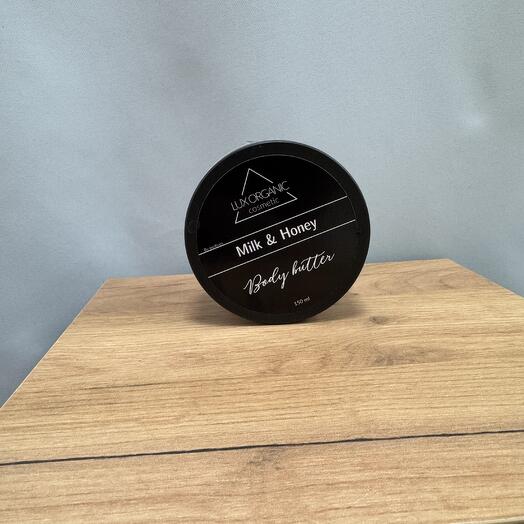 LUX ORGANIC
cosmetic
Milk & Honey
Body butter
150 ml